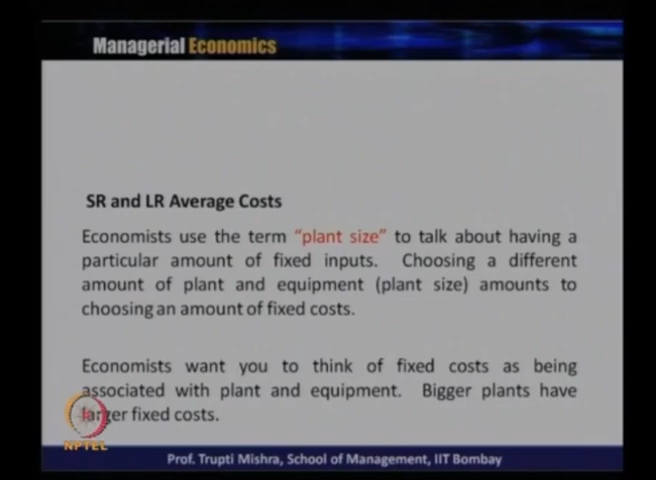 Managerial Economics
SR and LR Average Costs
Economists use the term “plant size” to talk about having a
particular amount of fixed inputs. Choosing a different
amount of plant and equipment (plant size) amounts to
choosing an amount of fixed costs.
Economists want you to think of fixed costs as being
associated with plant and equipment. Bigger plants have
larger fixed costs.
NPTEL
Prof. Trupti Mishra, School of Management, IIT Bombay